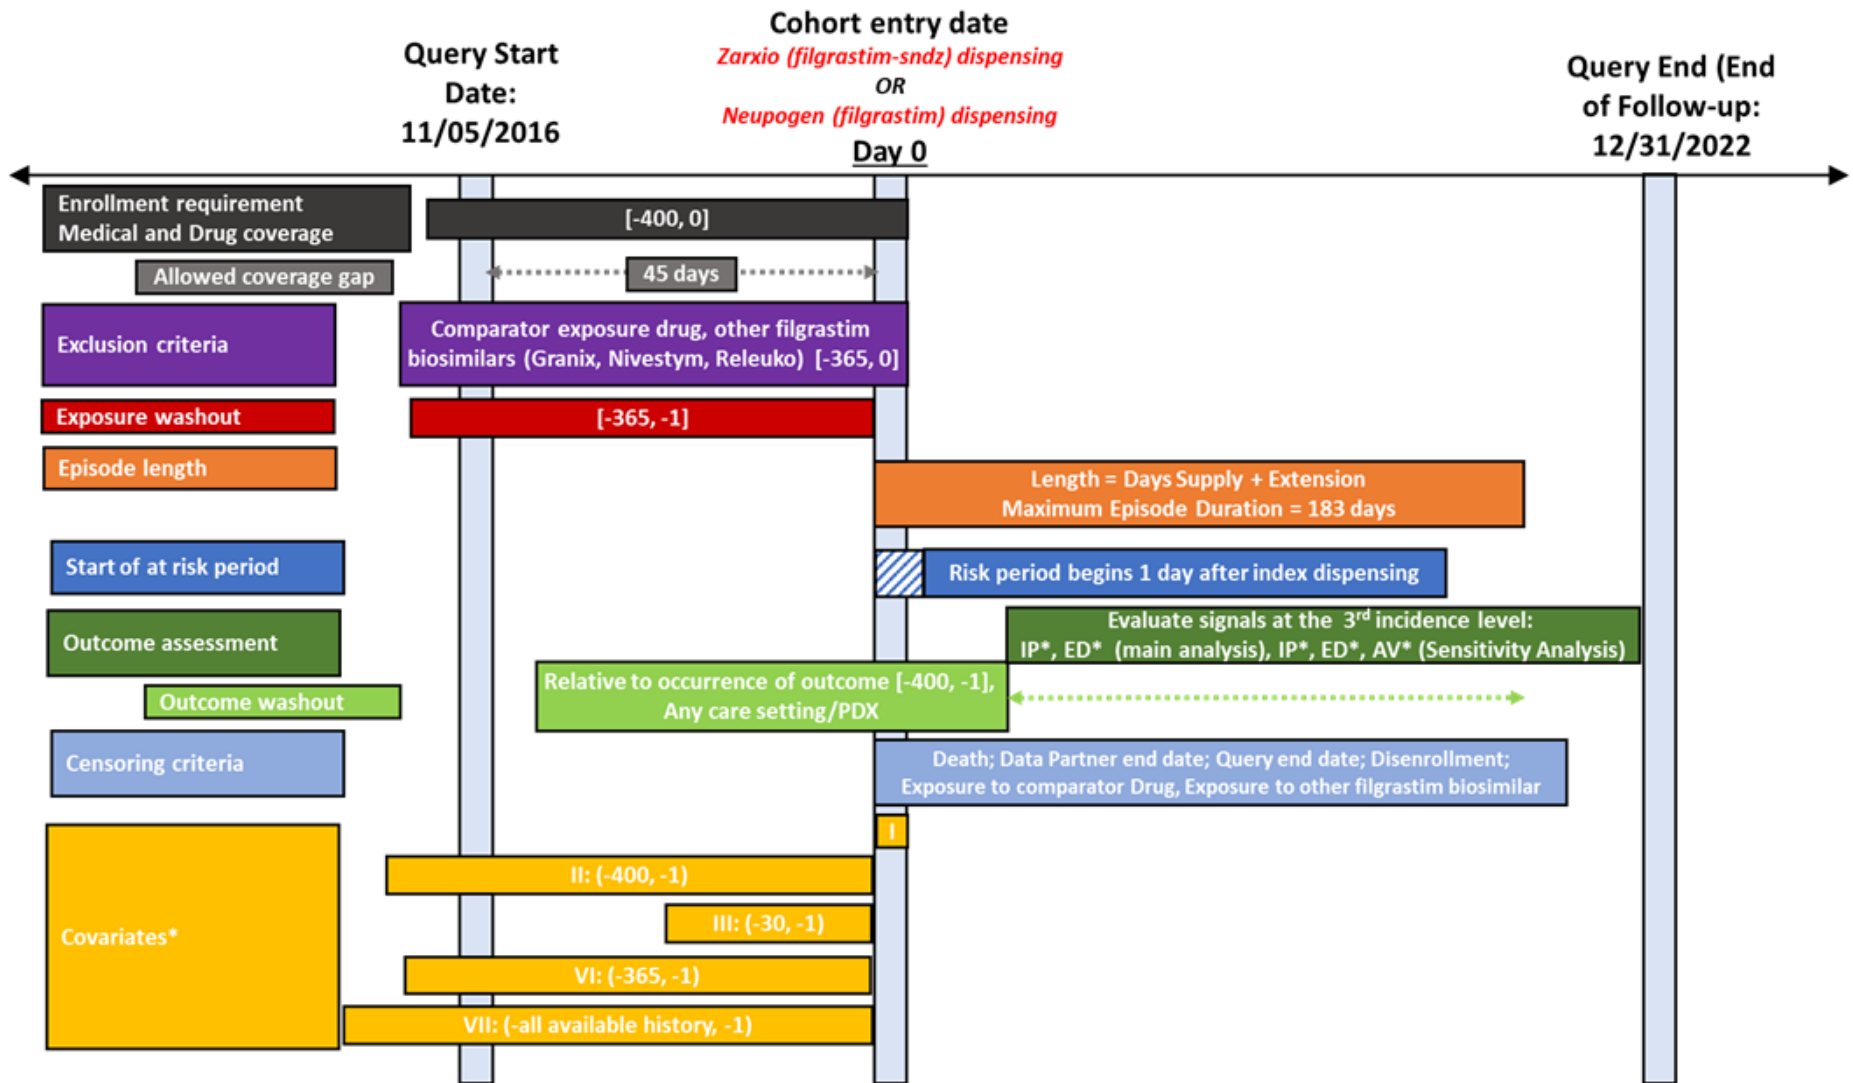 Query Start
Date:
11/05/2016
Cohort entry date
Zarxio (filgrastim-sndz) dispensing
OR
Neupogen (filgrastim) dispensing
Day 0
Query End (End
of Follow-up:
12/31/2022
Enrollment requirement
Medical and Drug coverage
[-400, 0]
Allowed coverage gap
45 days
Exclusion criteria
Comparator exposure drug, other filgrastim
biosimilars (Granix, Nivestym, Releuko) [-365, 0]
Exposure washout
[-365, -1]
Episode length
Length = Days Supply + Extension
Maximum Episode Duration = 183 days
Start of at risk period
Risk period begins 1 day after index dispensing
Outcome assessment
Evaluate signals at the 3rd incidence level:
IP*, ED* (main analysis), IP*, ED*, AV* (Sensitivity Analysis)
Outcome washout
Relative to occurrence of outcome [-400, -1],
Any care setting/PDX
Censoring criteria
Death; Data Partner end date; Query end date; Disenrollment;
Exposure to comparator Drug, Exposure to other filgrastim biosimilar
Covariates*
I
II: (-400, -1)
III: (-30, -1)
VI: (-365, -1)
VII: (-all available history, -1)